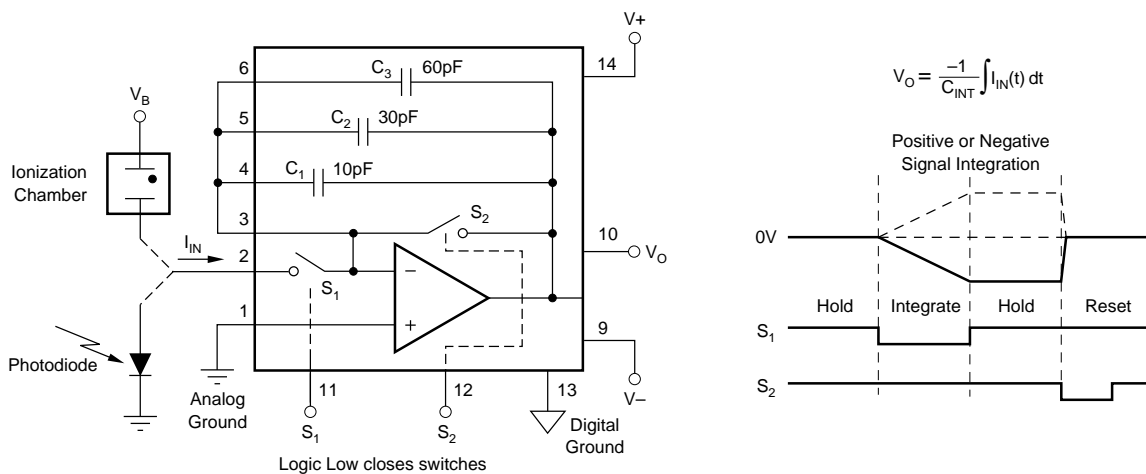 V+
6
C3 60pF
14
VB
5
C2 30pF
Ionization
Chamber
4
C1 10pF
3
S2
IIN
10
VO
2
S1
–
1
+
9
Photodiode
Analog
Ground
11
12
13
V–
S1
S2
Digital
Ground
Logic Low closes switches
VO = –1/CINT ∫IIN(t) dt
Positive or Negative
Signal Integration
0V
Hold Integrate Hold Reset
S1
S2